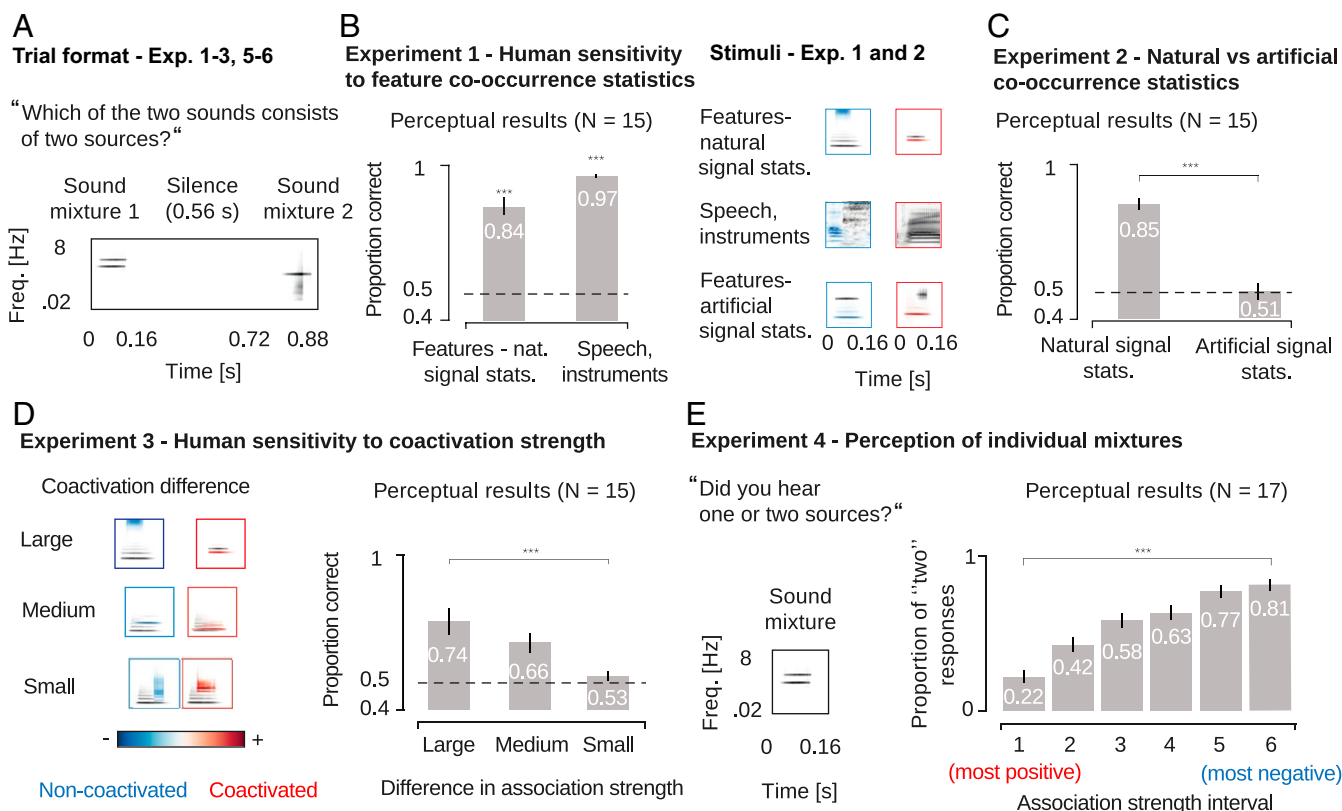 A
Trial format - Exp. 1-3, 5-6
“Which of the two sounds consists
of two sources?“
Sound
mixture 1
Silence
(0.56 s)
Sound
mixture 2
Freq. [Hz]
8
.02
0
0.16
0.72
0.88
Time [s]
B
Experiment 1 - Human sensitivity
to feature co-occurrence statistics
Perceptual results (N = 15)
Proportion correct
1
0.5
0.4
***
0.84
***
0.97
Features - nat.
signal stats.
Speech,
instruments
Stimuli - Exp. 1 and 2
Features-
natural
signal stats.
Speech,
instruments
Features-
artificial
signal stats.
0 0.16
0 0.16
Time [s]
C
Experiment 2 - Natural vs artificial
co-occurrence statistics
Perceptual results (N = 15)
Proportion correct
1
0.5
0.4
***
0.85
0.51
Natural signal
stats.
Artificial signal
stats.
D
Experiment 3 - Human sensitivity to coactivation strength
Coactivation difference
Large
Medium
Small
- +
Non-coactivated
Coactivated
Perceptual results (N = 15)
Proportion correct
1
0.5
0.4
***
0.74
0.66
0.53
Large
Medium
Small
Difference in association strength
E
Experiment 4 - Perception of individual mixtures
“Did you hear
one or two sources?“
Sound
mixture
Freq. [Hz]
8
.02
0
0.16
Time [s]
Perceptual results (N = 17)
Proportion of "two"
responses
1
0
***
0.22
0.42
0.58
0.63
0.77
0.81
1 2 3 4 5 6
(most positive)
(most negative)
Association strength interval